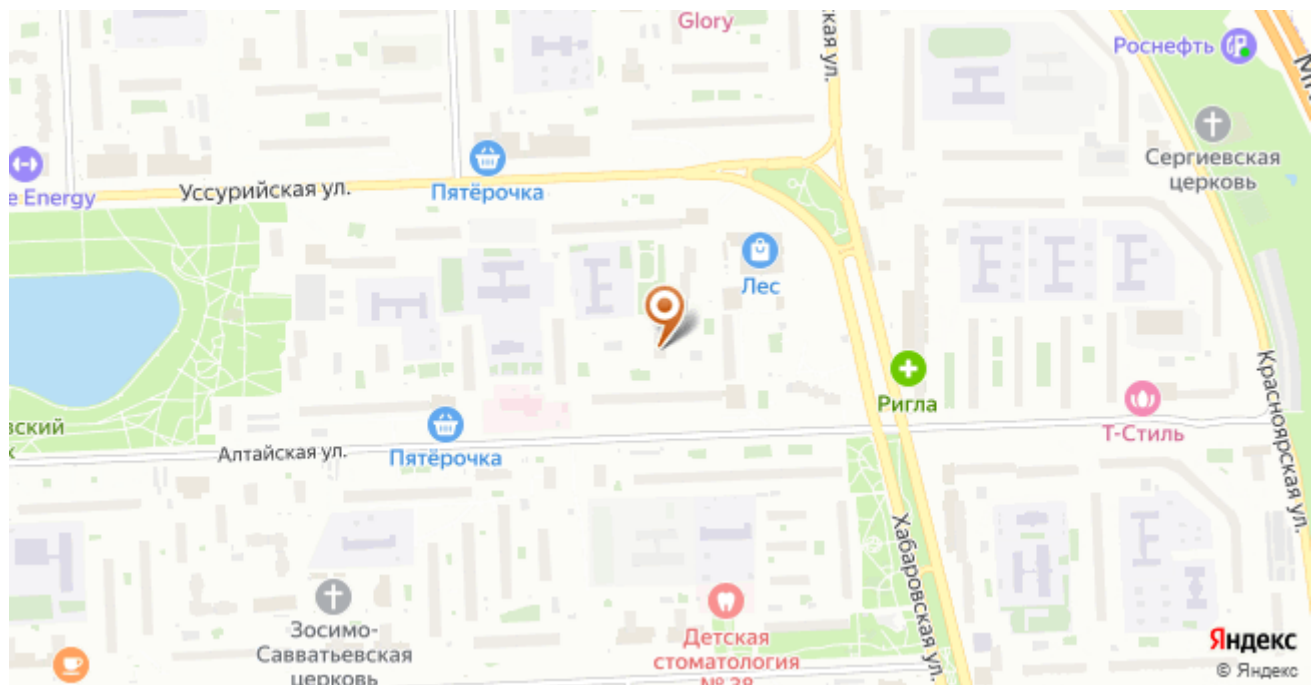 Glory
ская ул.
Роснефть
Сергиевская
церковь
e Energy
Уссурийская ул.
Пятёрочка
Лес
Ригла
Т-Стиль
Красноярская ул.
вский
Алтайская ул.
Пятёрочка
Хабаровская ул.
Зосимо-
Савватьевская
церковь
Детская
стоматология
№ 38
Яндекс
© Яндекс